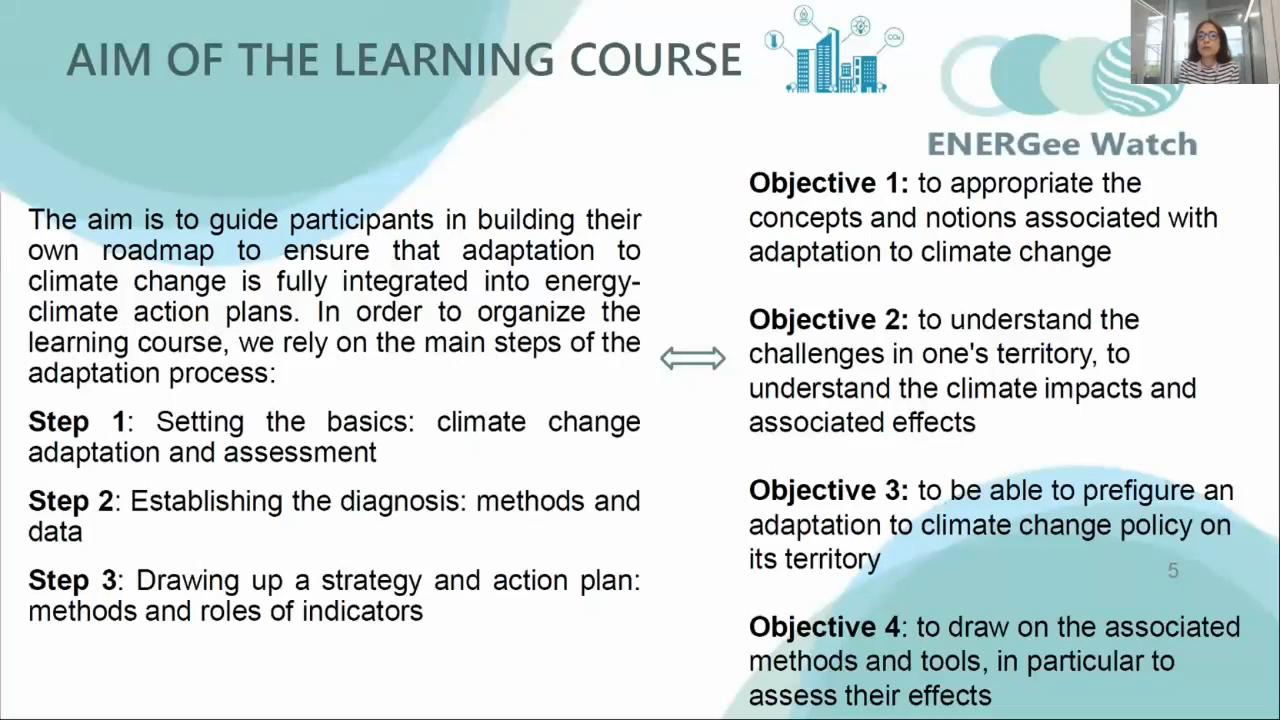 AIM OF THE LEARNING COURSE
CO₂
ENERGee Watch
The aim is to guide participants in building their
own roadmap to ensure that adaptation to
climate change is fully integrated into energy-
climate action plans. In order to organize the
learning course, we rely on the main steps of the
adaptation process:
Step 1: Setting the basics: climate change
adaptation and assessment
Step 2: Establishing the diagnosis: methods and
data
Step 3: Drawing up a strategy and action plan:
methods and roles of indicators
Objective 1: to appropriate the
concepts and notions associated with
adaptation to climate change
Objective 2: to understand the
challenges in one's territory, to
understand the climate impacts and
associated effects
Objective 3: to be able to prefigure an
adaptation to climate change policy on
its territory
5
Objective 4: to draw on the associated
methods and tools, in particular to
assess their effects